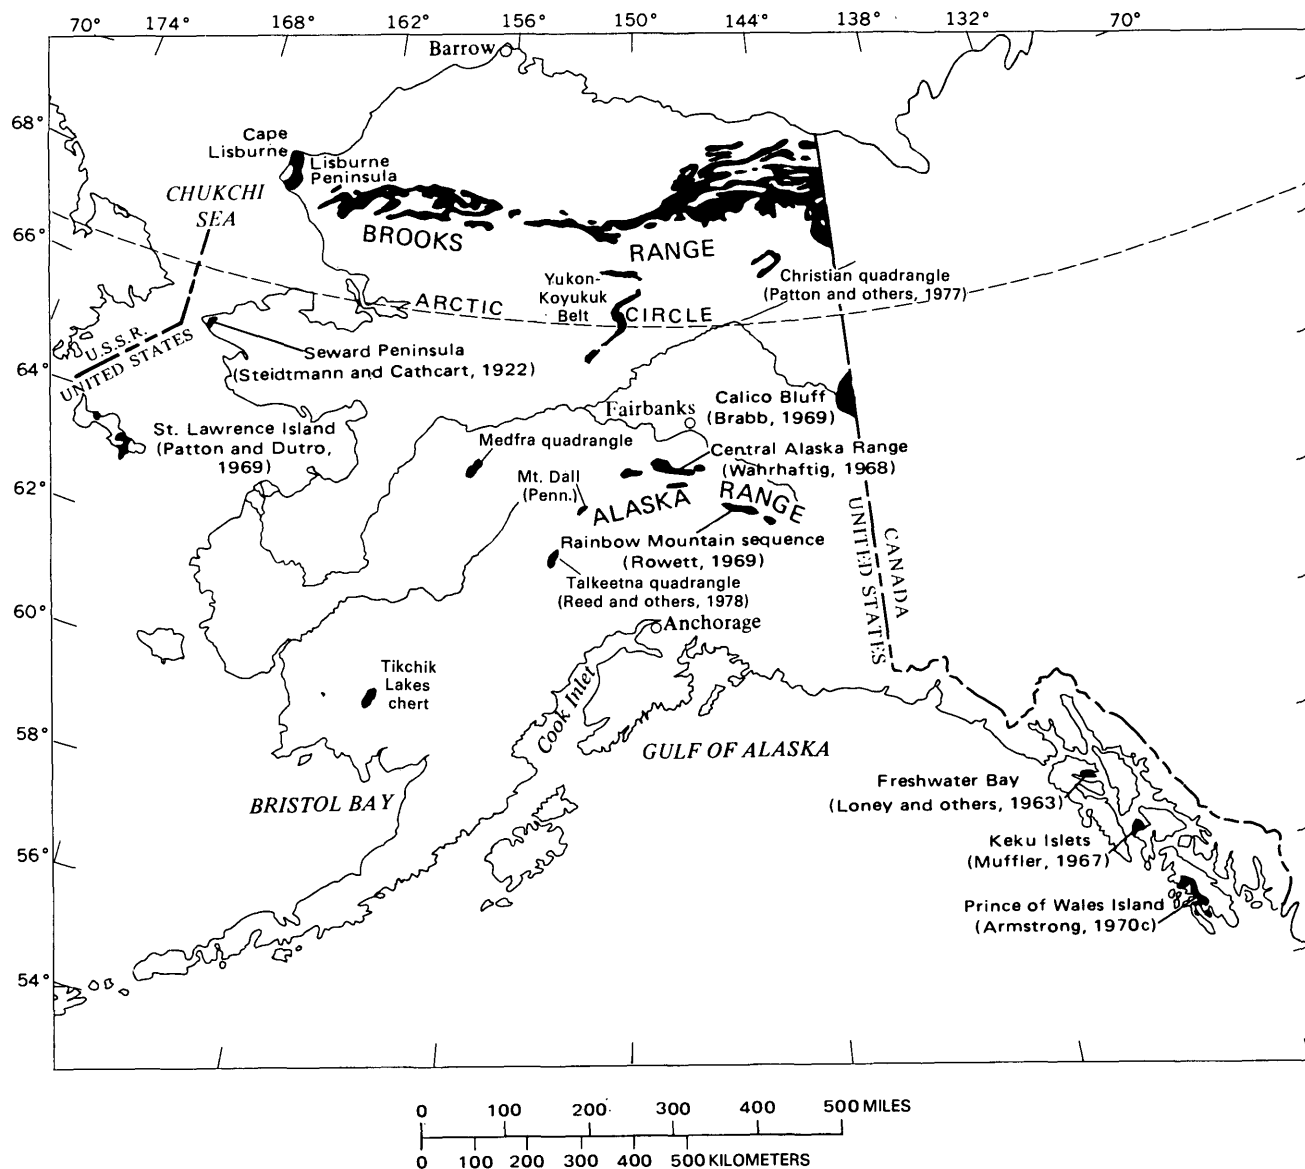 70° 174° 168° 162° 156° 150° 144° 138° 132° 70°
Barrow
68°
Cape
Lisburne
Lisburne
Peninsula
CHUKCHI
SEA
66°
BROOKS
RANGE
Yukon-
Koyukuk
Belt
Christian quadrangle
(Patton and others, 1977)
ARCTIC
CIRCLE
U.S.S.R.
UNITED STATES
64°
Seward Peninsula
(Steidtmann and Cathcart, 1922)
Fairbanks
Calico Bluff
(Brabb, 1969)
St. Lawrence Island
(Patton and Dutro,
1969)
Medfra quadrangle
Central Alaska Range
(Wahrhaftig, 1968)
62°
Mt. Dall
(Penn.)
ALASKA
RANGE
Rainbow Mountain sequence
(Rowett, 1969)
CANADA
UNITED STATES
Talkeetna quadrangle
(Reed and others, 1978)
60°
Anchorage
Tikchik
Lakes
chert
Cook Inlet
58°
GULF OF ALASKA
BRISTOL BAY
Freshwater Bay
(Loney and others, 1963)
56°
Keku Islets
(Muffler, 1967)
Prince of Wales Island
(Armstrong, 1970c)
54°
0 100 200 300 400 500 MILES
0 100 200 300 400 500 KILOMETERS